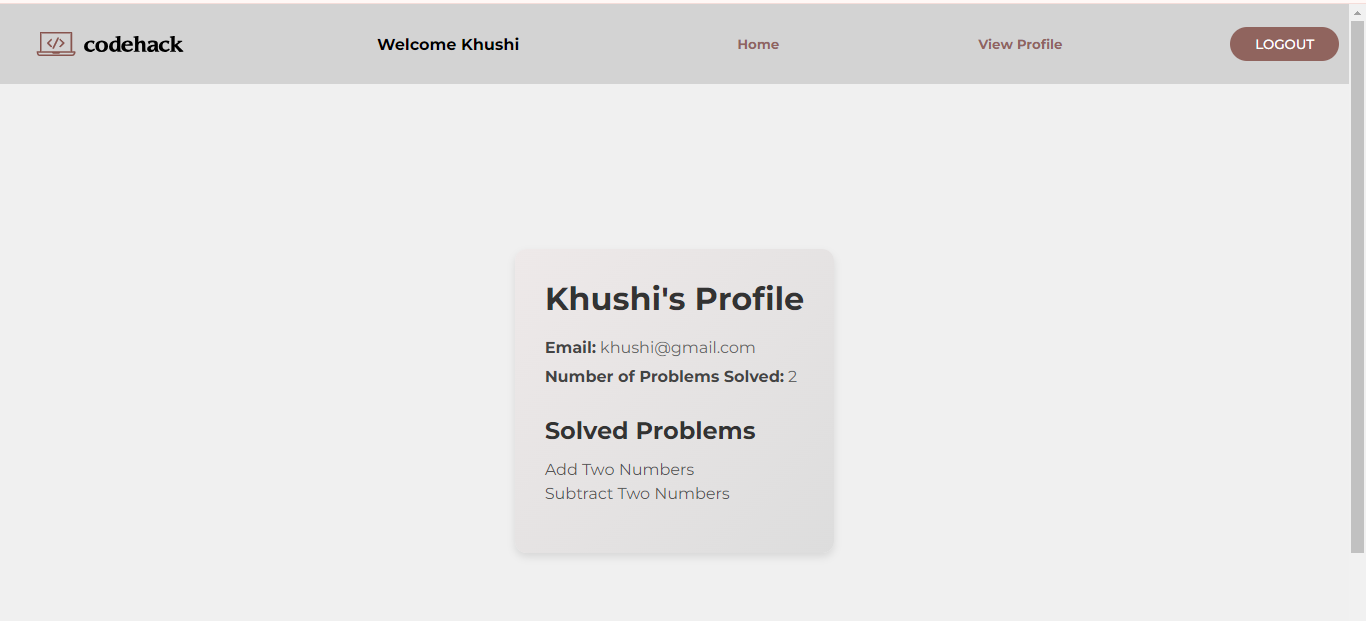 codehack
Welcome Khushi
Home
View Profile
LOGOUT
Khushi's Profile
Email: khushi@gmail.com
Number of Problems Solved: 2
Solved Problems
Add Two Numbers
Subtract Two Numbers